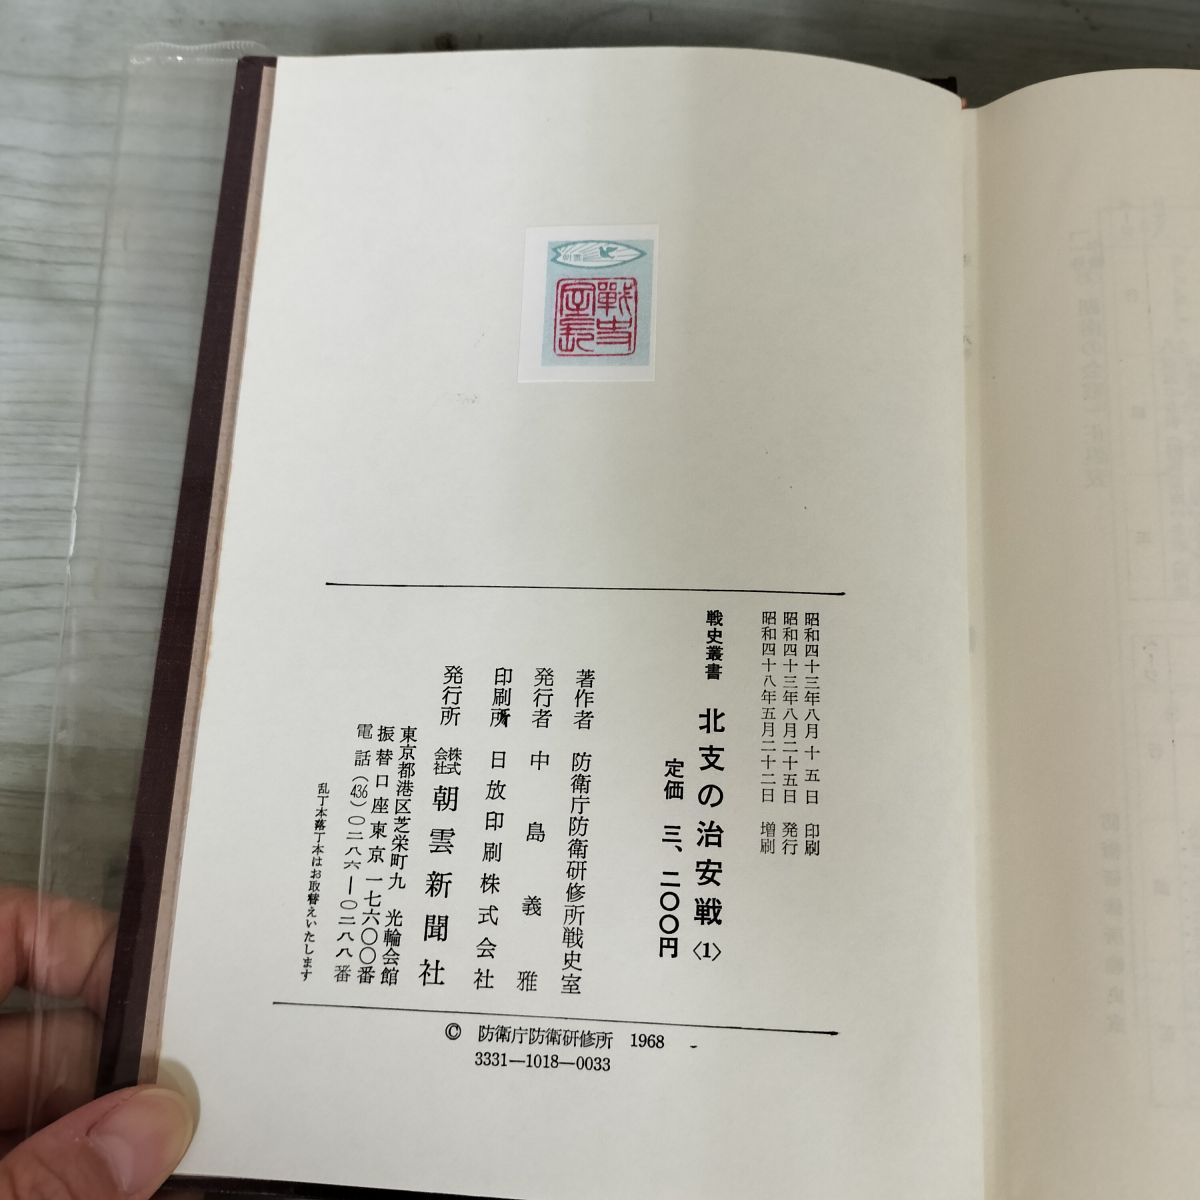 朝雲
戰史
室長
昭和四十三年八月十五日 印刷
昭和四十三年八月二十五日 発行
昭和四十八年五月二十二日 増刷
戦史叢書 北支の治安戦〈1〉
定価 三、二〇〇円
著作者 防衛庁防衛研修所戦史室
発行者 中島義雅
印刷所 日放印刷株式会社
発行所 株式会社 朝雲新聞社
東京都港区芝栄町九 光輪会館
振替口座東京一七六〇〇番
電話(436)〇二八六―〇二八八番
乱丁本落丁本はお取替えいたします
© 防衛庁防衛研修所 1968
3331―1018―0033